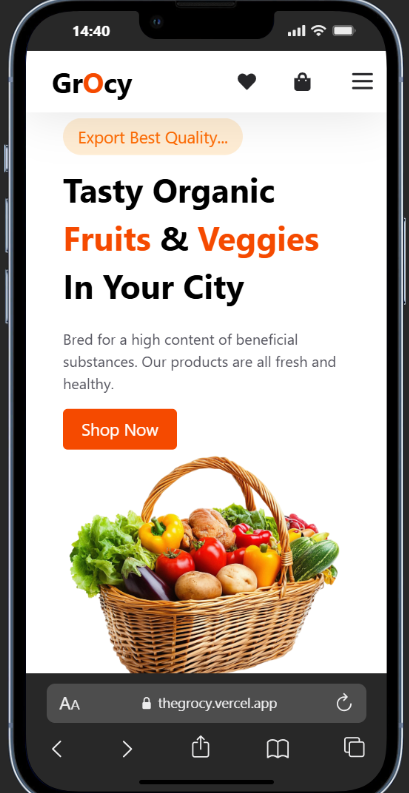 14:40
GrOcy
Export Best Quality...
Tasty Organic
Fruits & Veggies
In Your City
Bred for a high content of beneficial
substances. Our products are all fresh and
healthy.
Shop Now
AA
thegrocy.vercel.app